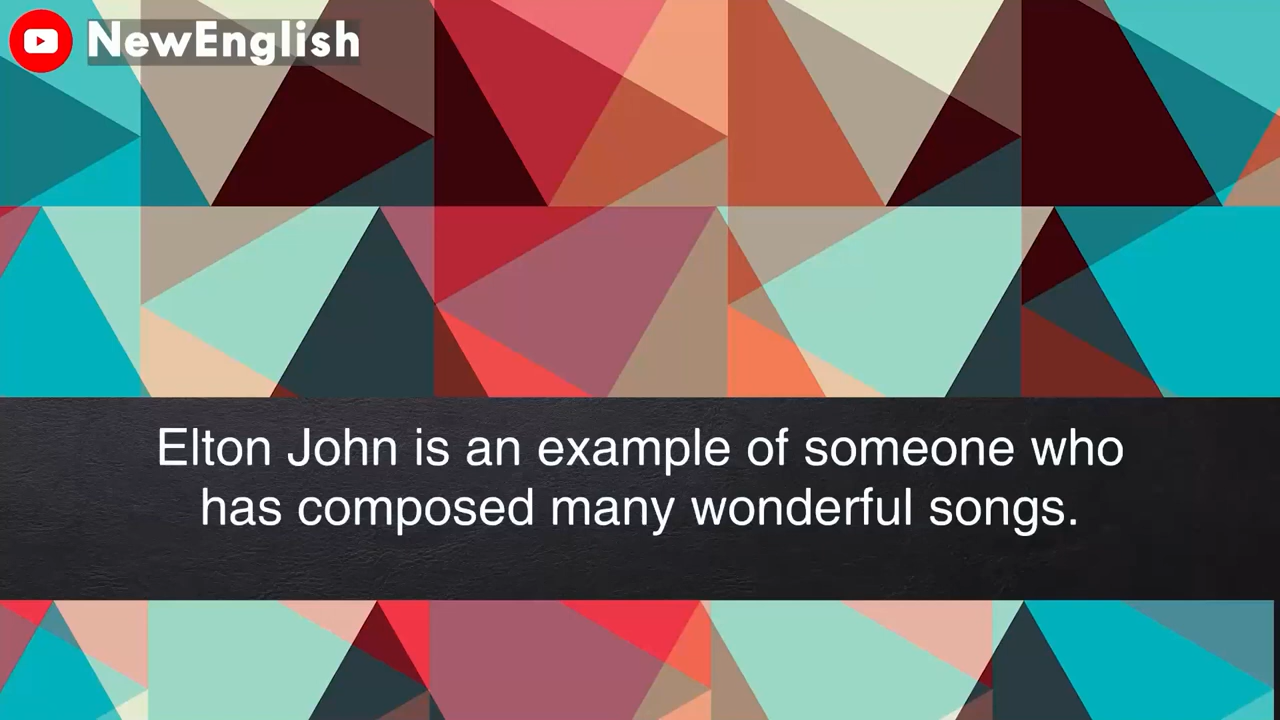 NewEnglish
Elton John is an example of someone who
has composed many wonderful songs.